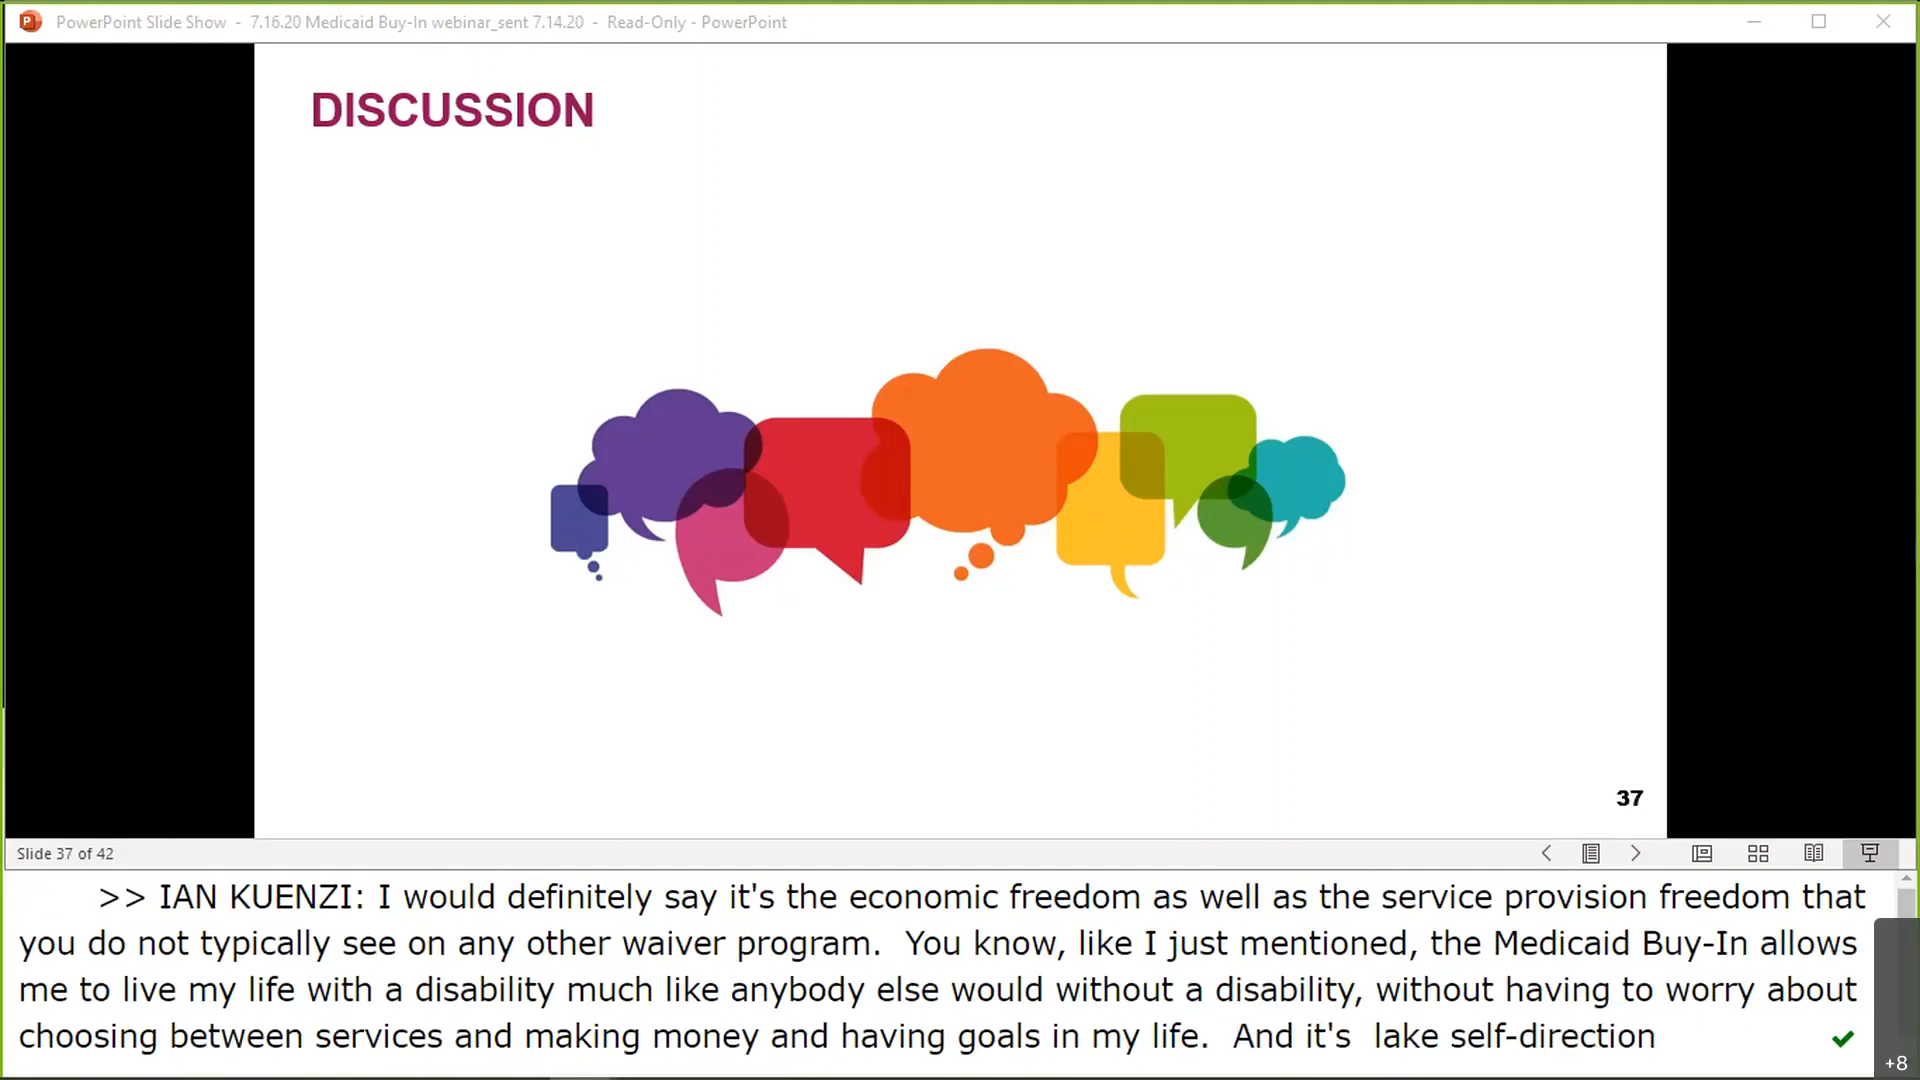 PowerPoint Slide Show - 7.16.20 Medicaid Buy-In webinar_sent 7.14.20 - Read-Only - PowerPoint
DISCUSSION
37
Slide 37 of 42
>> IAN KUENZI: I would definitely say it's the economic freedom as well as the service provision freedom that
you do not typically see on any other waiver program. You know, like I just mentioned, the Medicaid Buy-In allows
me to live my life with a disability much like anybody else would without a disability, without having to worry about
choosing between services and making money and having goals in my life. And it's lake self-direction
+8